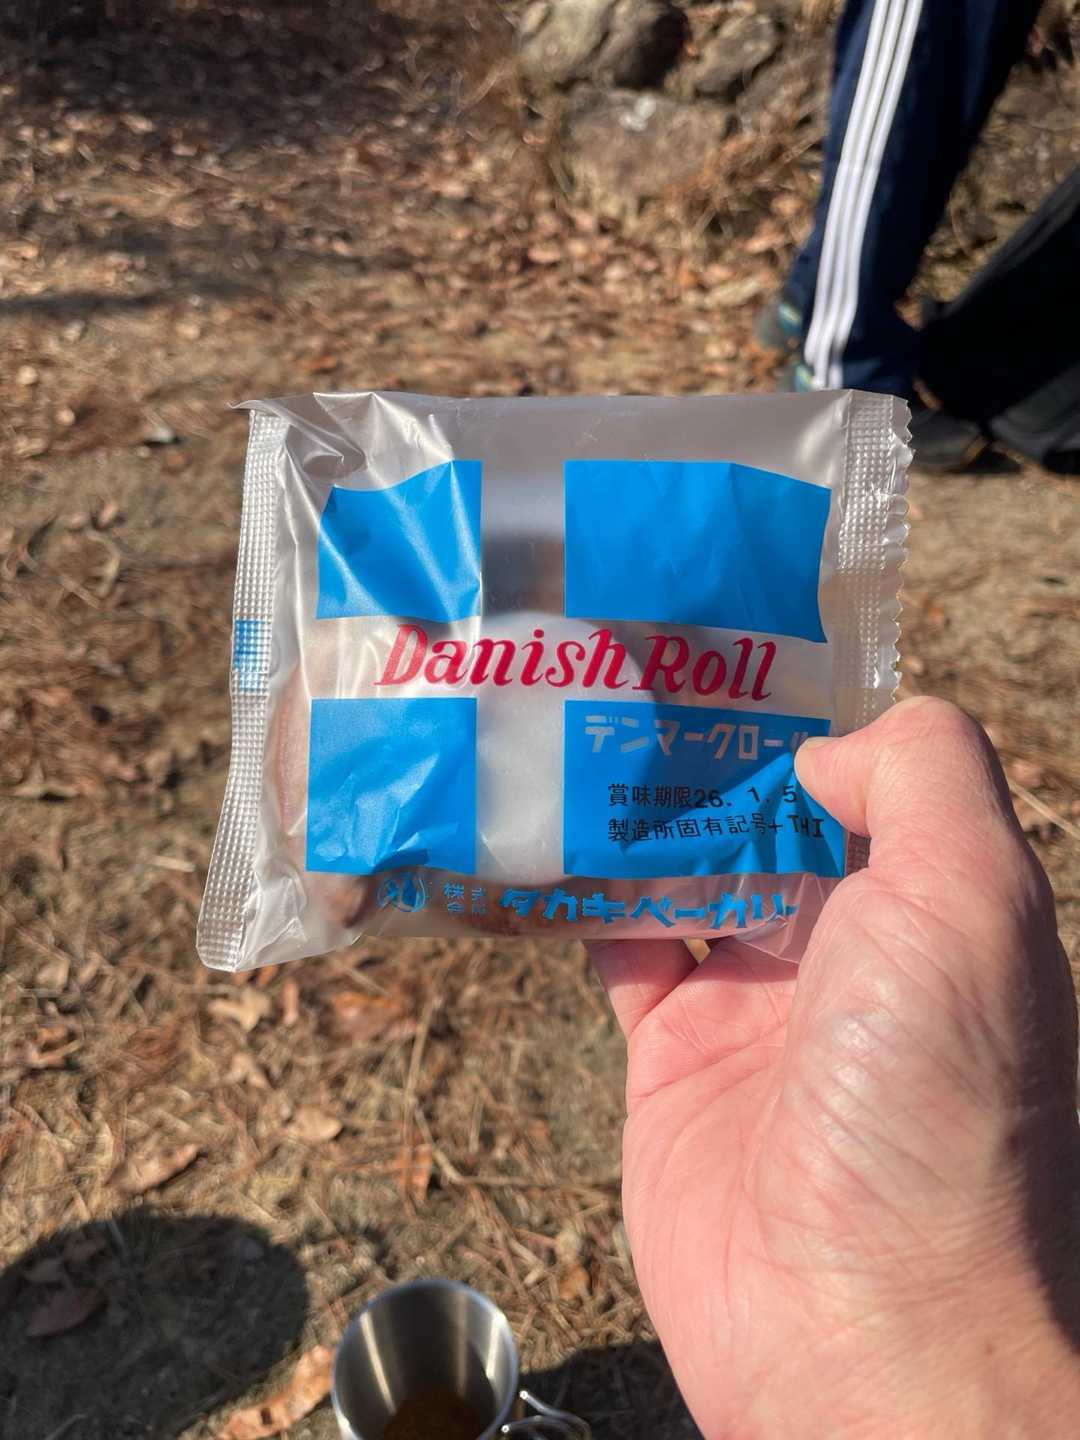 Danish Roll
デンマークロール
賞味期限26. 1. 5
製造所固有記号+THI
株式会社 タカキベーカリー